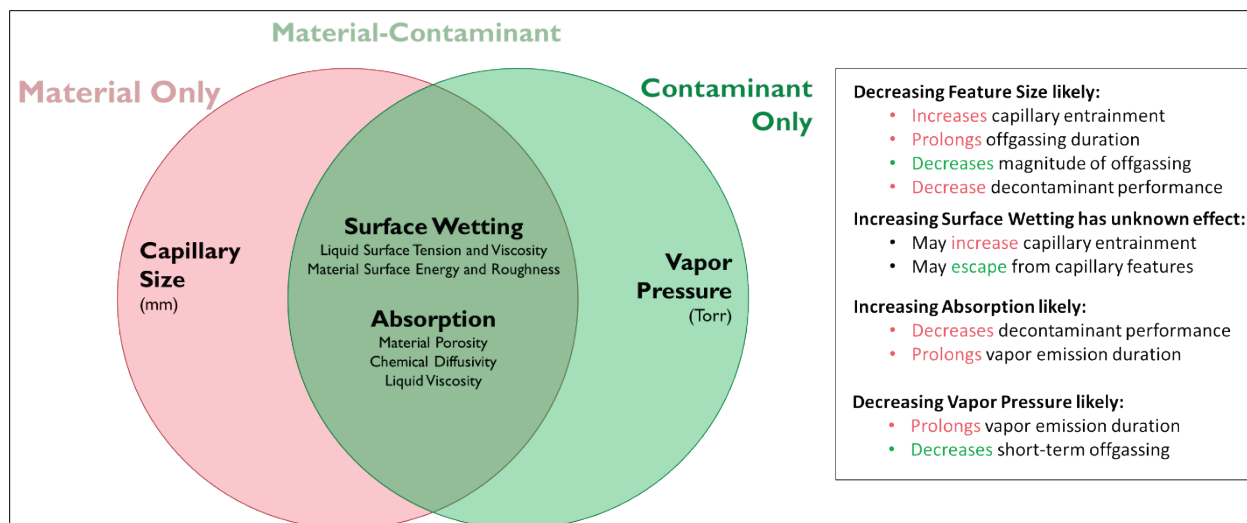 Material-Contaminant
Material Only
Contaminant
Only
Capillary
Size
(mm)
Surface Wetting
Liquid Surface Tension and Viscosity
Material Surface Energy and Roughness
Absorption
Material Porosity
Chemical Diffusivity
Liquid Viscosity
Vapor
Pressure
(Torr)
Decreasing Feature Size likely:
• Increases capillary entrainment
• Prolongs offgassing duration
• Decreases magnitude of offgassing
• Decrease decontaminant performance
Increasing Surface Wetting has unknown effect:
• May increase capillary entrainment
• May escape from capillary features
Increasing Absorption likely:
• Decreases decontaminant performance
• Prolongs vapor emission duration
Decreasing Vapor Pressure likely:
• Prolongs vapor emission duration
• Decreases short-term offgassing